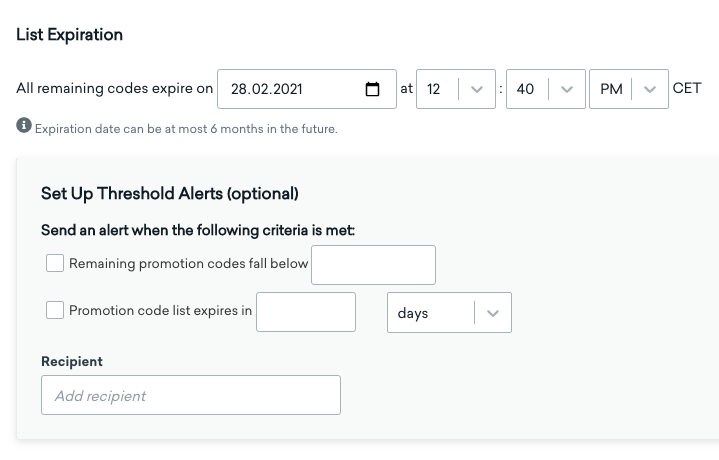 List Expiration
All remaining codes expire on 28.02.2021 at 12 : 40 PM CET
Expiration date can be at most 6 months in the future.
Set Up Threshold Alerts (optional)
Send an alert when the following criteria is met:
Remaining promotion codes fall below
Promotion code list expires in days
Recipient
Add recipient